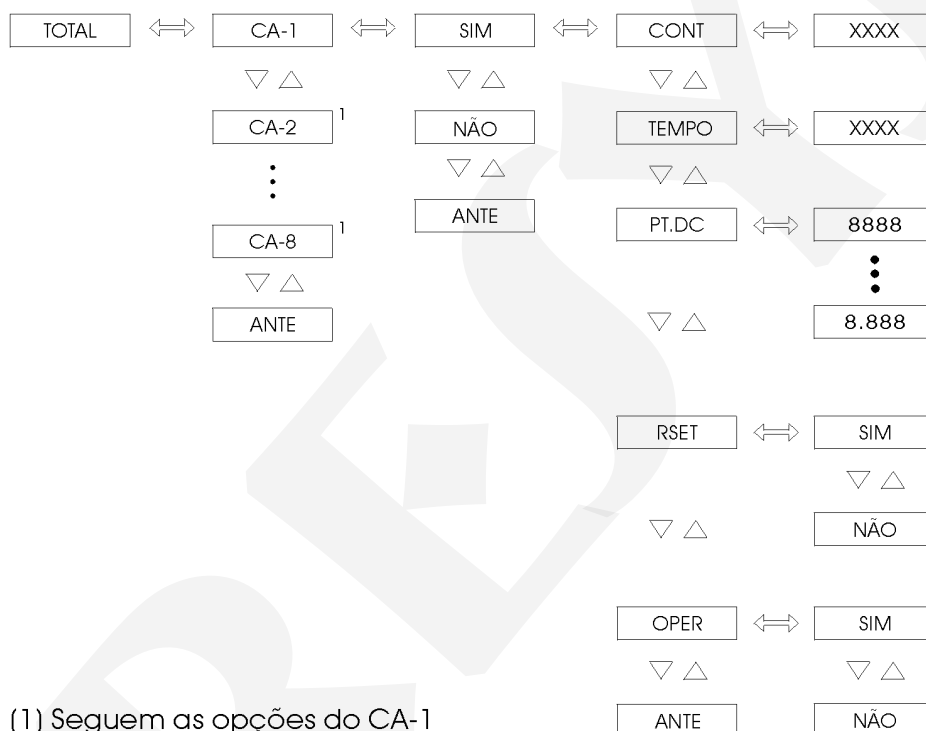 TOTAL CA-1 SIM CONT XXXX
CA-2 1 NÃO TEMPO XXXX
CA-8 1 ANTE PT.DC 8888
ANTE 8.888
RSET SIM
NÃO
OPER SIM
(1) Seguem as opções do CA-1 ANTE NÃO
PRESYS